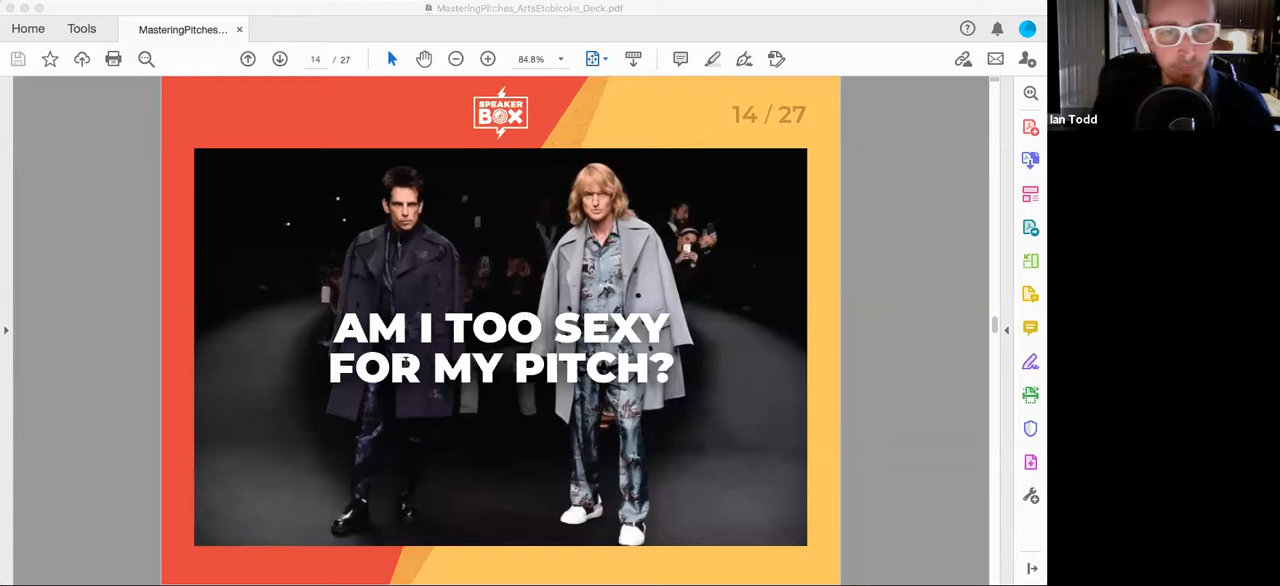 MasteringPitches_ArtsEtobicoke_Deck.pdf
Home
Tools
MasteringPitches... ×
14 / 27
84.8%
SPEAKER
BOX
14 / 27
AM I TOO SEXY
FOR MY PITCH?
Ian Todd